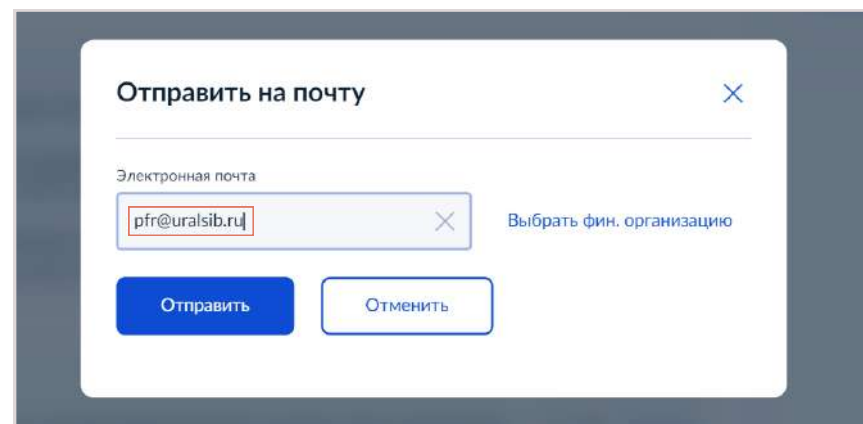 Отправить на почту
Электронная почта
pfr@uralsib.ru
Выбрать фин. организацию
Отправить
Отменить